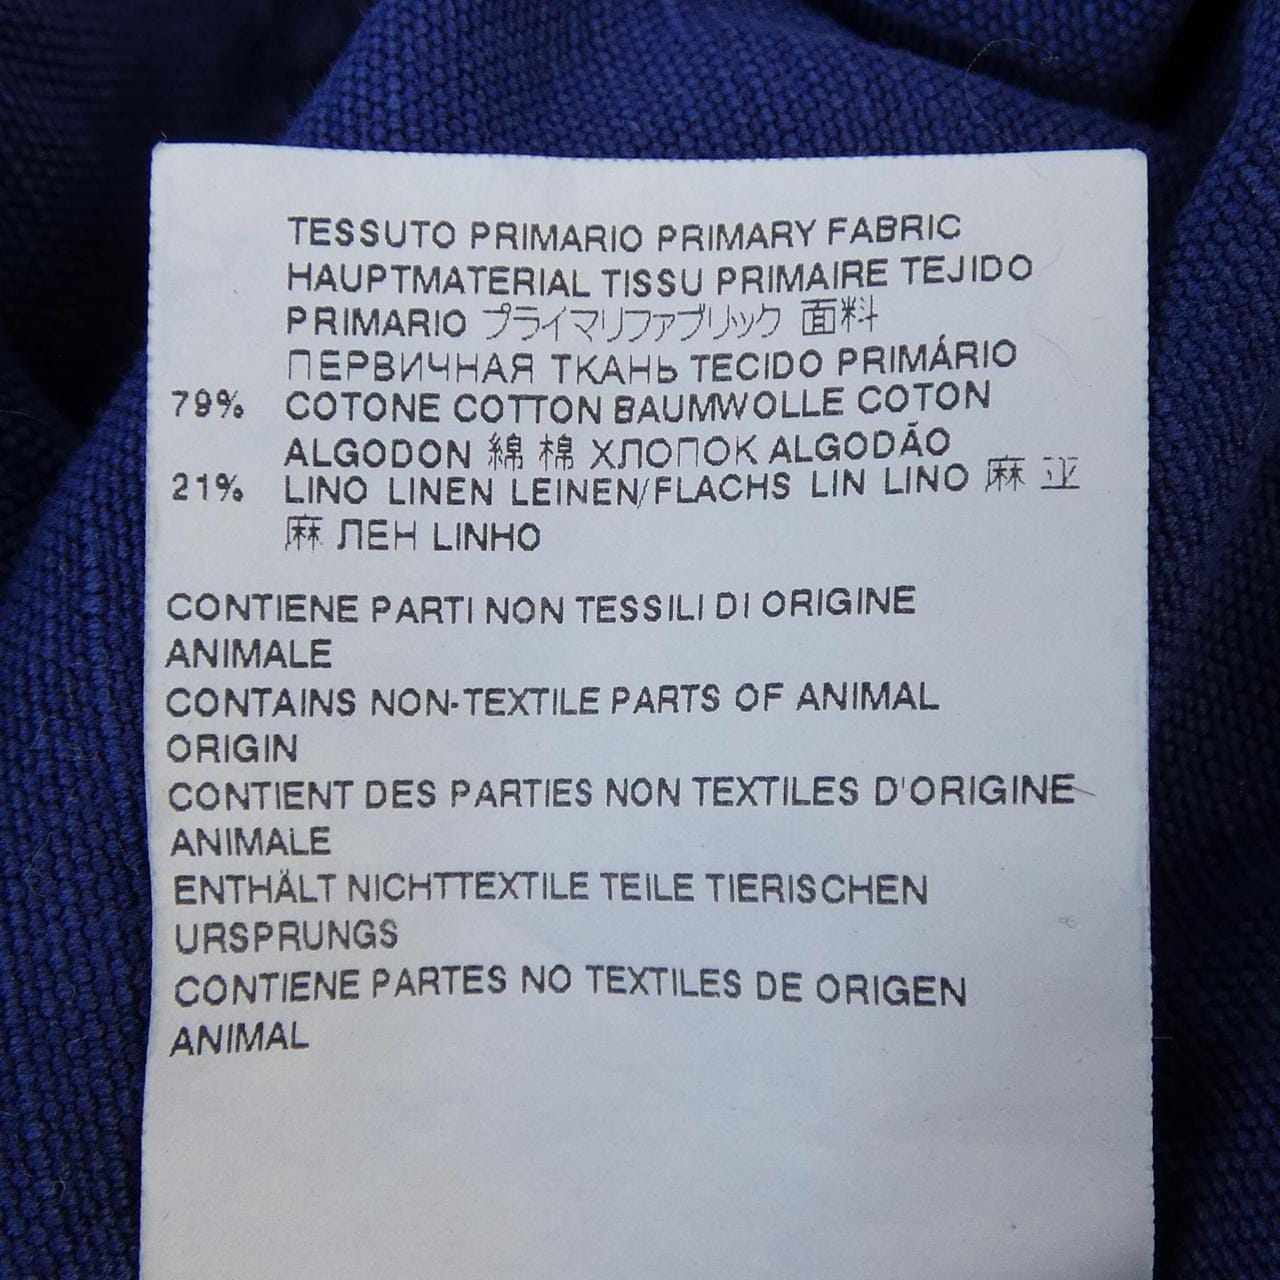 TESSUTO PRIMARIO PRIMARY FABRIC
HAUPTMATERIAL TISSU PRIMAIRE TEJIDO
PRIMARIO プライマリファブリック 面料
ПЕРВИЧНАЯ ТКАНЬ TECIDO PRIMÁRIO
79% COTONE COTTON BAUMWOLLE COTON
ALGODON 綿 棉 ХЛОПОК ALGODÃO
21% LINO LINEN LEINEN/FLACHS LIN LINO 麻 亚
麻 ЛЕН LINHO
CONTIENE PARTI NON TESSILI DI ORIGINE
ANIMALE
CONTAINS NON-TEXTILE PARTS OF ANIMAL
ORIGIN
CONTIENT DES PARTIES NON TEXTILES D'ORIGINE
ANIMALE
ENTHÄLT NICHTTEXTILE TEILE TIERISCHEN
URSPRUNGS
CONTIENE PARTES NO TEXTILES DE ORIGEN
ANIMAL